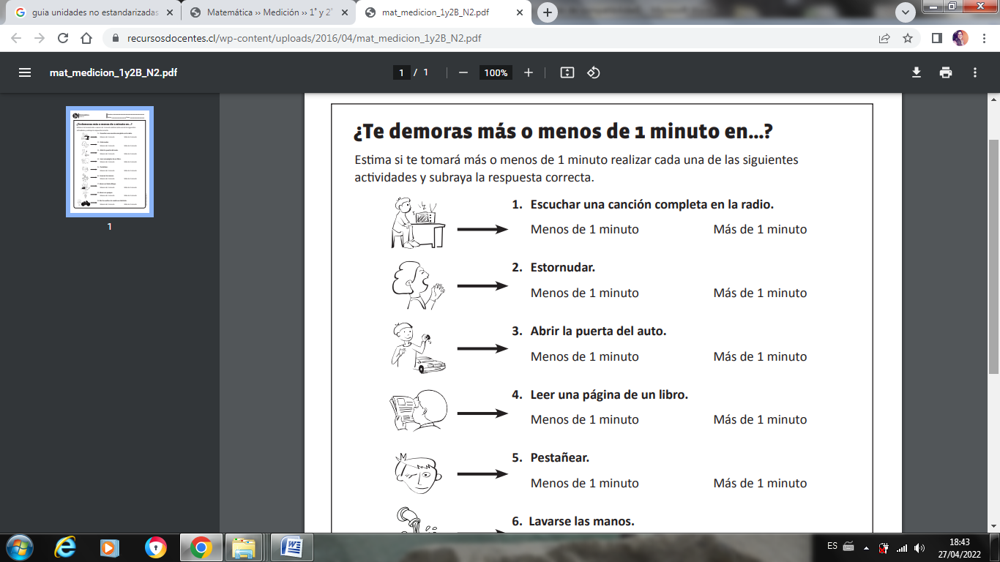 guia unidades no estandarizadas
Matemática ›› Medición ›› 1° y 2°
mat_medicion_1y2B_N2.pdf
recursosdocentes.cl/wp-content/uploads/2016/04/mat_medicion_1y2B_N2.pdf
mat_medicion_1y2B_N2.pdf
1 / 1
100%
1
¿Te demoras más o menos de 1 minuto en...?
Estima si te tomará más o menos de 1 minuto realizar cada una de las siguientes
actividades y subraya la respuesta correcta.
1. Escuchar una canción completa en la radio.
Menos de 1 minuto Más de 1 minuto
2. Estornudar.
Menos de 1 minuto Más de 1 minuto
3. Abrir la puerta del auto.
Menos de 1 minuto Más de 1 minuto
4. Leer una página de un libro.
Menos de 1 minuto Más de 1 minuto
5. Pestañear.
Menos de 1 minuto Más de 1 minuto
6. Lavarse las manos.
ES
18:43
27/04/2022